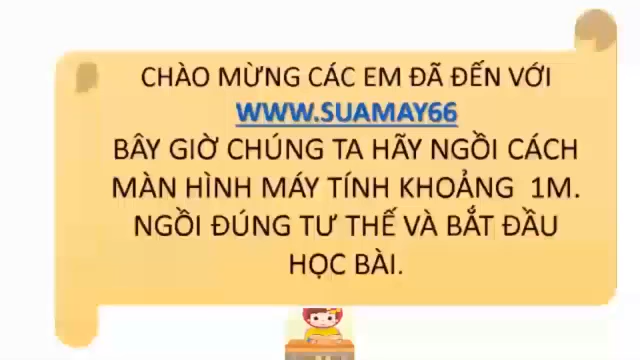 CHÀO MỪNG CÁC EM ĐÃ ĐẾN VỚI
WWW.SUAMAY66
BÂY GIỜ CHÚNG TA HÃY NGỒI CÁCH
MÀN HÌNH MÁY TÍNH KHOẢNG 1M.
NGỒI ĐÚNG TƯ THẾ VÀ BẮT ĐẦU
HỌC BÀI.